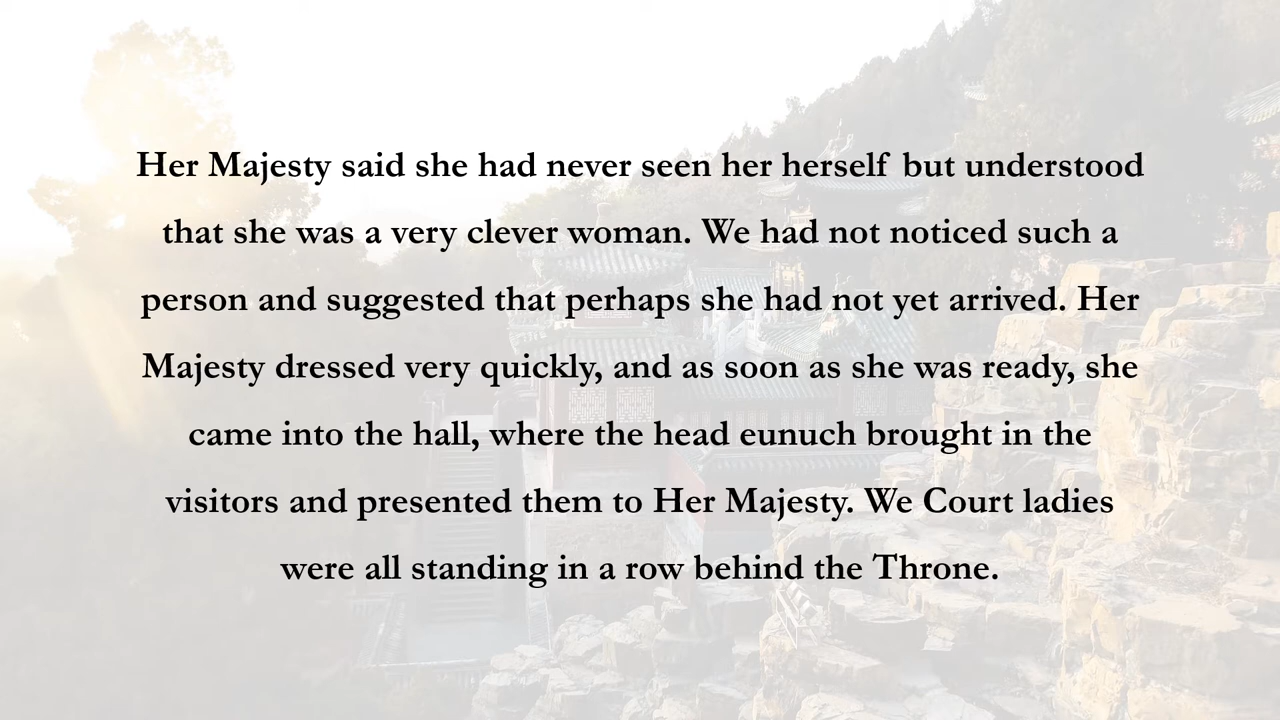 Her Majesty said she had never seen her herself but understood
that she was a very clever woman. We had not noticed such a
person and suggested that perhaps she had not yet arrived. Her
Majesty dressed very quickly, and as soon as she was ready, she
came into the hall, where the head eunuch brought in the
visitors and presented them to Her Majesty. We Court ladies
were all standing in a row behind the Throne.